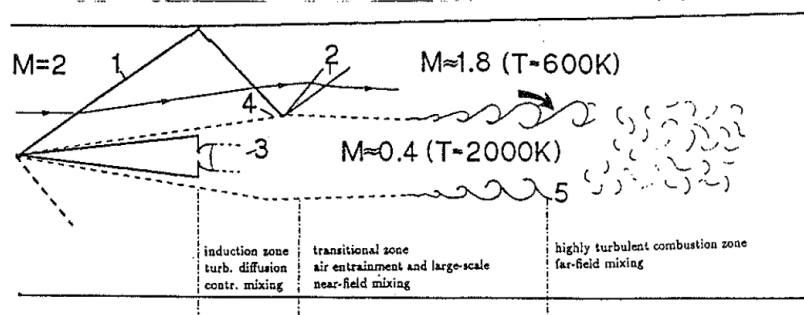 1
2
M=2
M≈1.8 (T≈600K)
4
3
M≈0.4 (T≈2000K)
5
induction zone
turb. diffusion
contr. mixing
transitional zone
air entrainment and large-scale
near-field mixing
highly turbulent combustion zone
far-field mixing